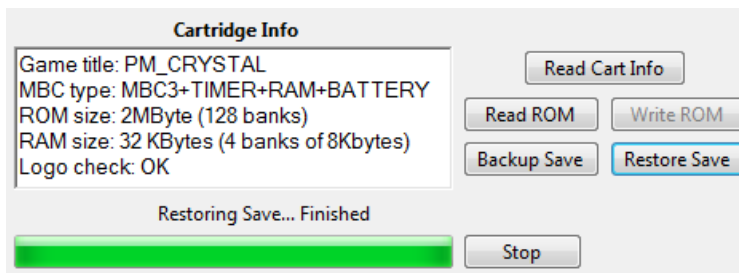 Cartridge Info
Game title: PM_CRYSTAL
MBC type: MBC3+TIMER+RAM+BATTERY
ROM size: 2MByte (128 banks)
RAM size: 32 KBytes (4 banks of 8Kbytes)
Logo check: OK
Read Cart Info
Read ROM
Write ROM
Backup Save
Restore Save
Restoring Save... Finished
Stop